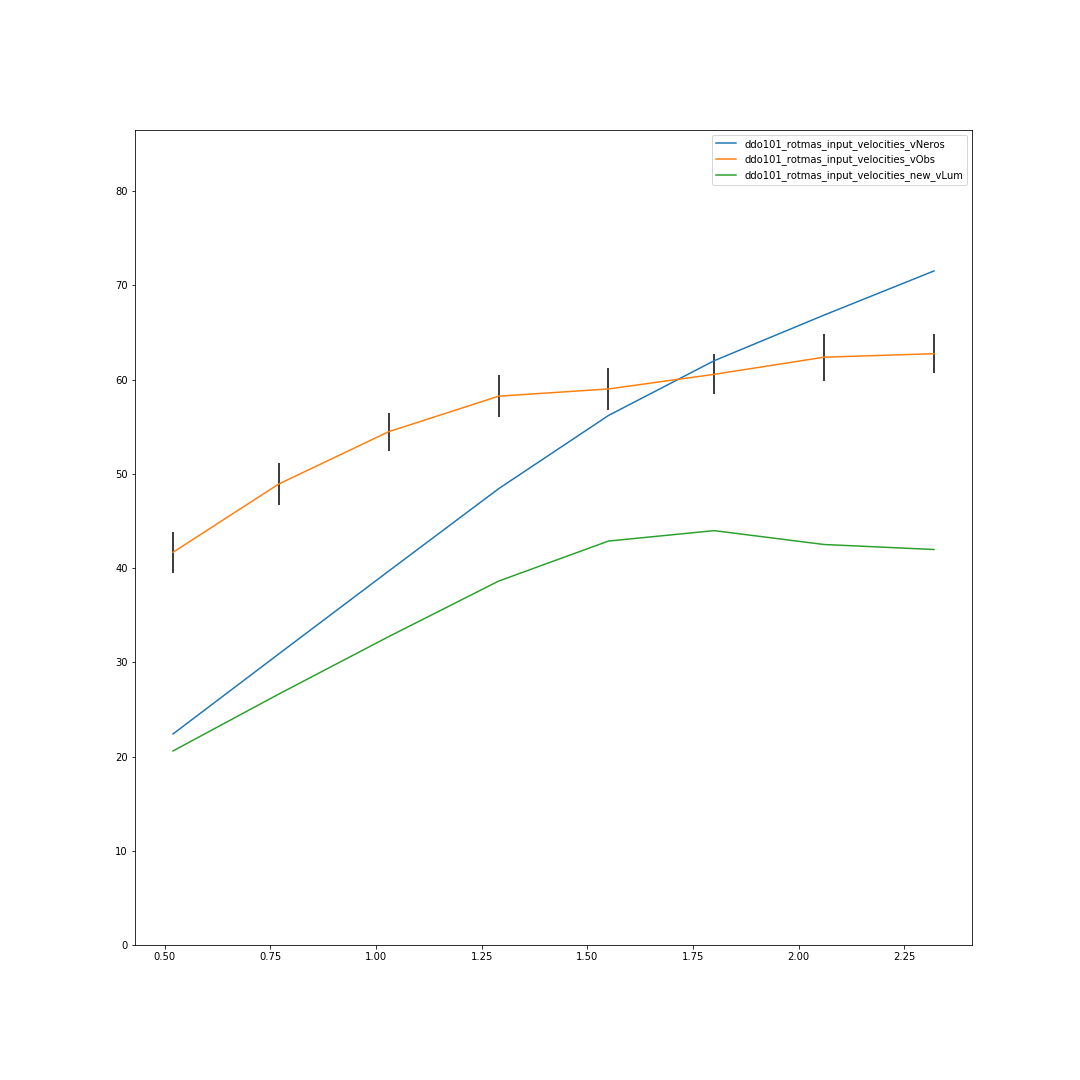 ddo101_rotmas_input_velocities_vNeros
ddo101_rotmas_input_velocities_vObs
ddo101_rotmas_input_velocities_new_vLum
80
70
60
50
40
30
20
10
0
0.50 0.75 1.00 1.25 1.50 1.75 2.00 2.25